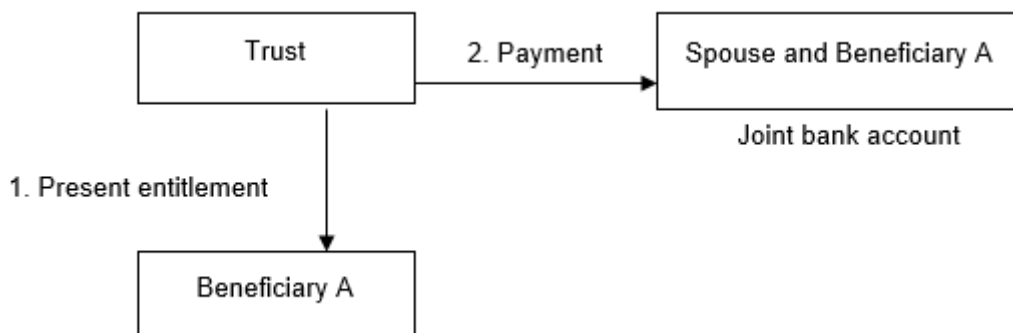 Trust
2. Payment
Spouse and Beneficiary A
Joint bank account
1. Present entitlement
Beneficiary A